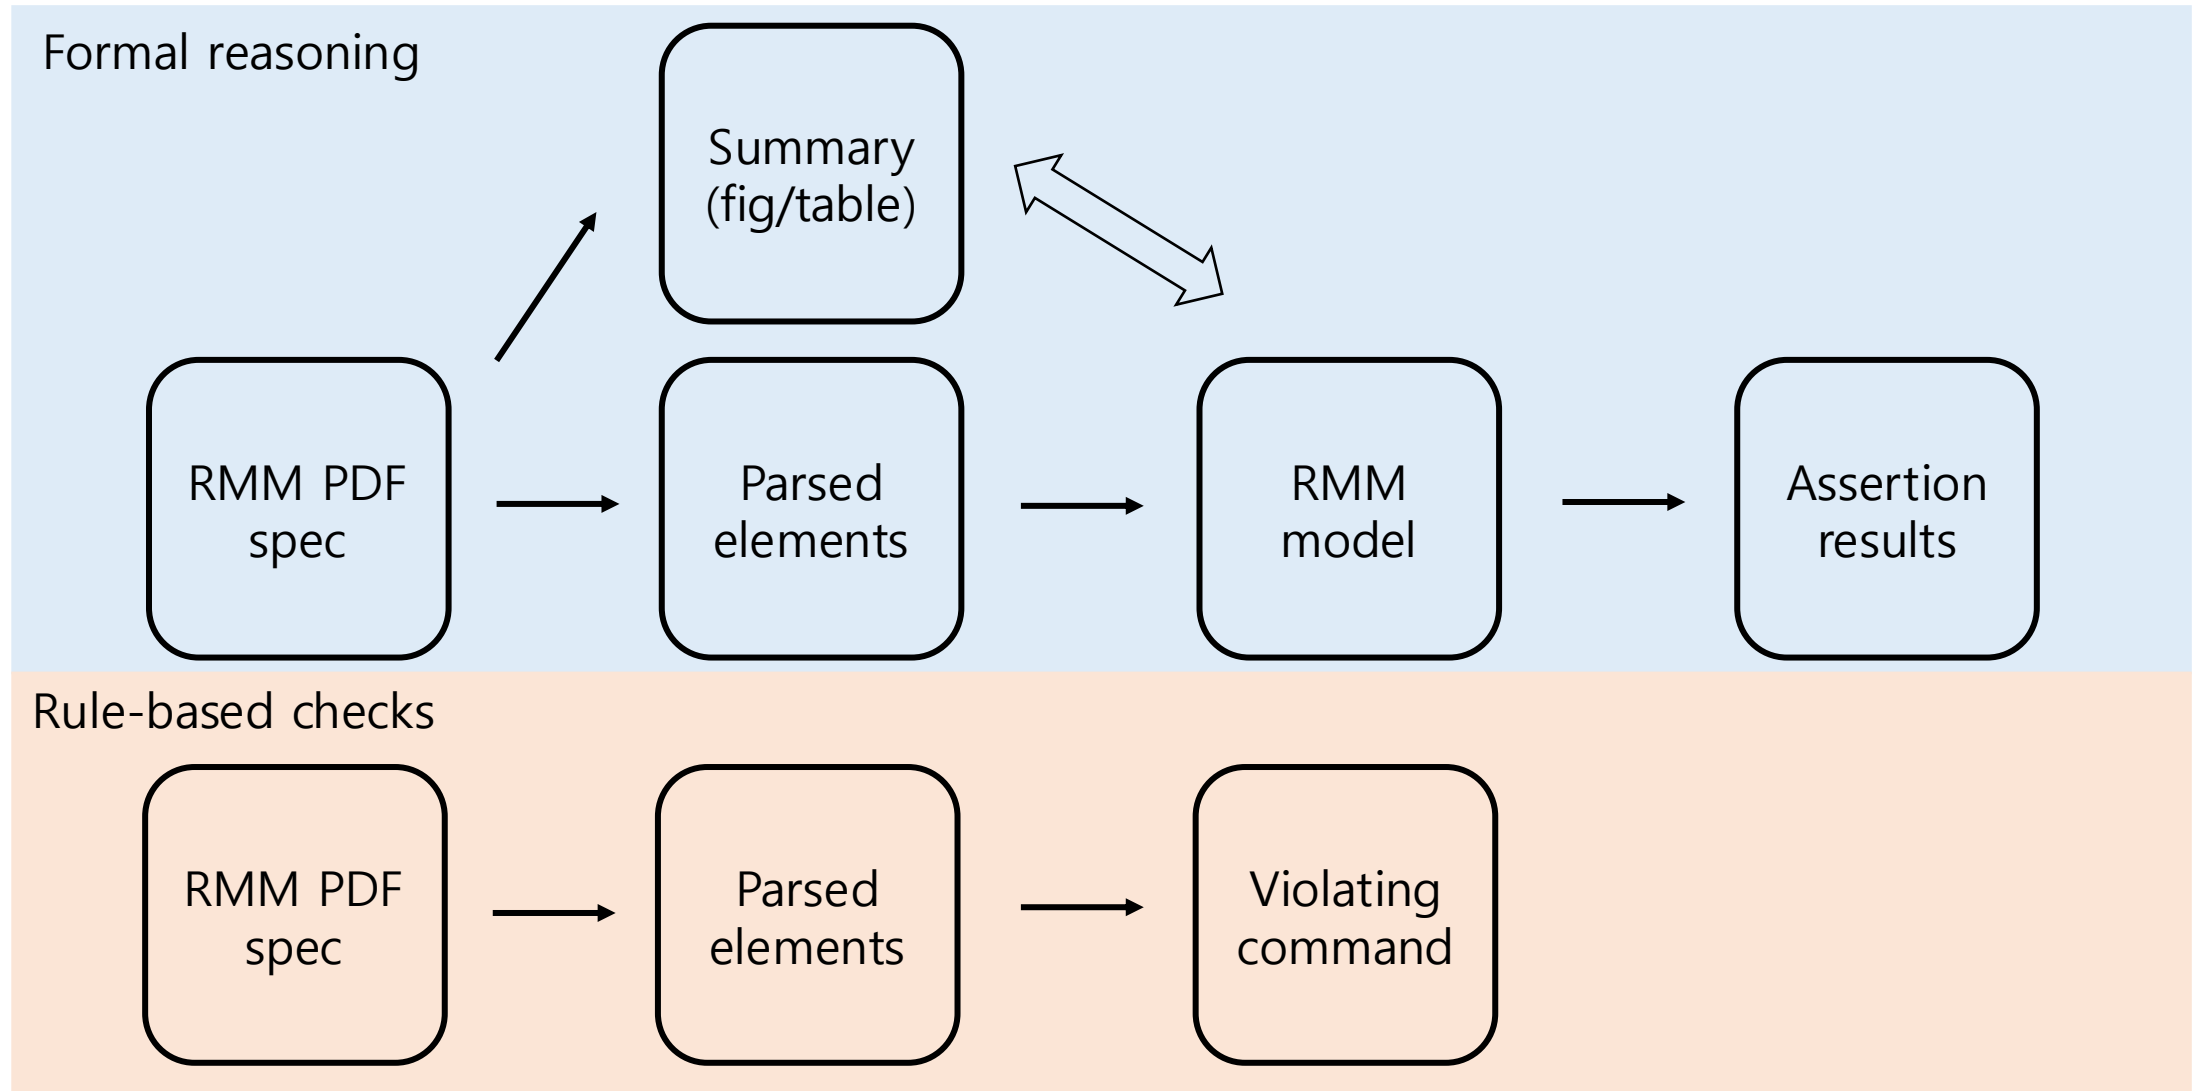 Formal reasoning
Summary
(fig/table)
RMM PDF
spec
Parsed
elements
RMM
model
Assertion
results
Rule-based checks
RMM PDF
spec
Parsed
elements
Violating
command